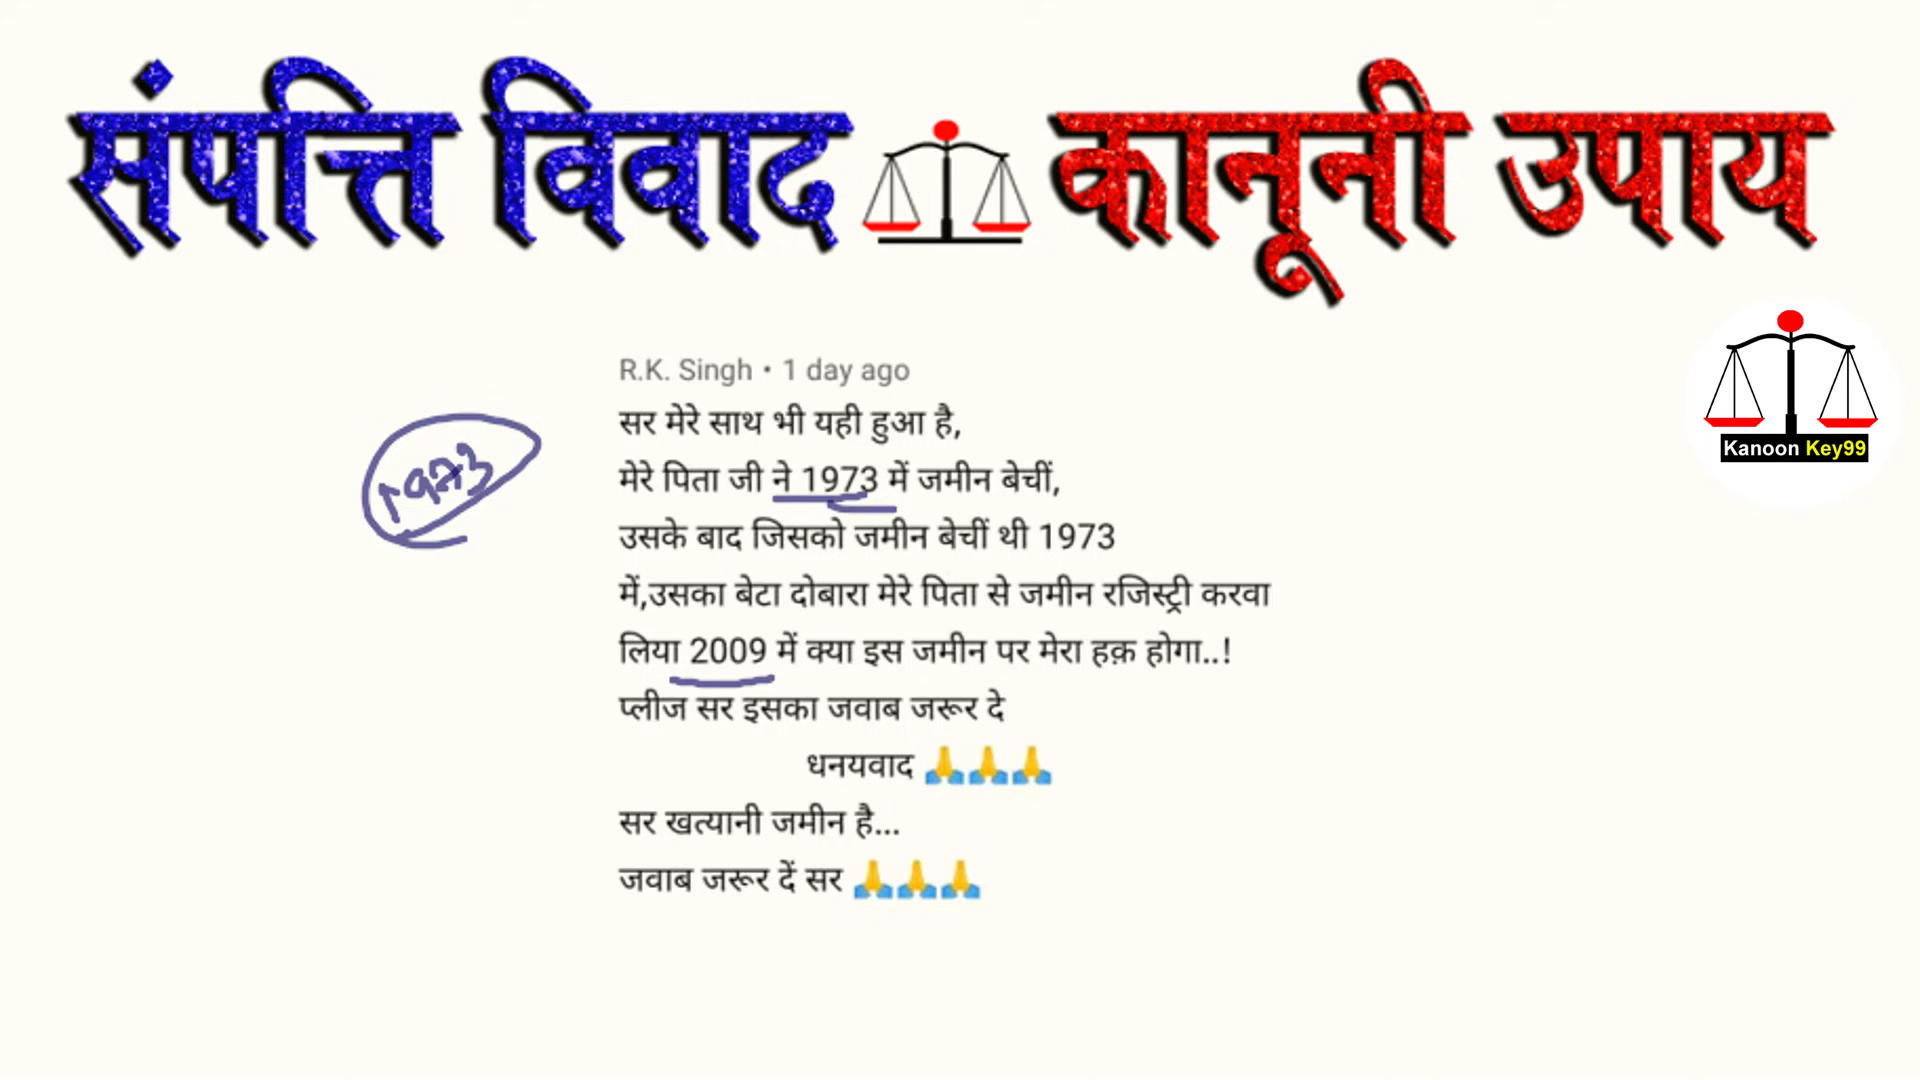 संपत्ति विवाद कानूनी उपाय
Kanoon Key99
R.K. Singh • 1 day ago
सर मेरे साथ भी यही हुआ है,
1973
मेरे पिता जी ने 1973 में जमीन बेचीं,
उसके बाद जिसको जमीन बेचीं थी 1973
में,उसका बेटा दोबारा मेरे पिता से जमीन रजिस्ट्री करवा
लिया 2009 में क्या इस जमीन पर मेरा हक़ होगा..!
प्लीज सर इसका जवाब जरूर दे
धनयवाद 🙏🙏🙏
सर खत्यानी जमीन है...
जवाब जरूर दें सर 🙏🙏🙏